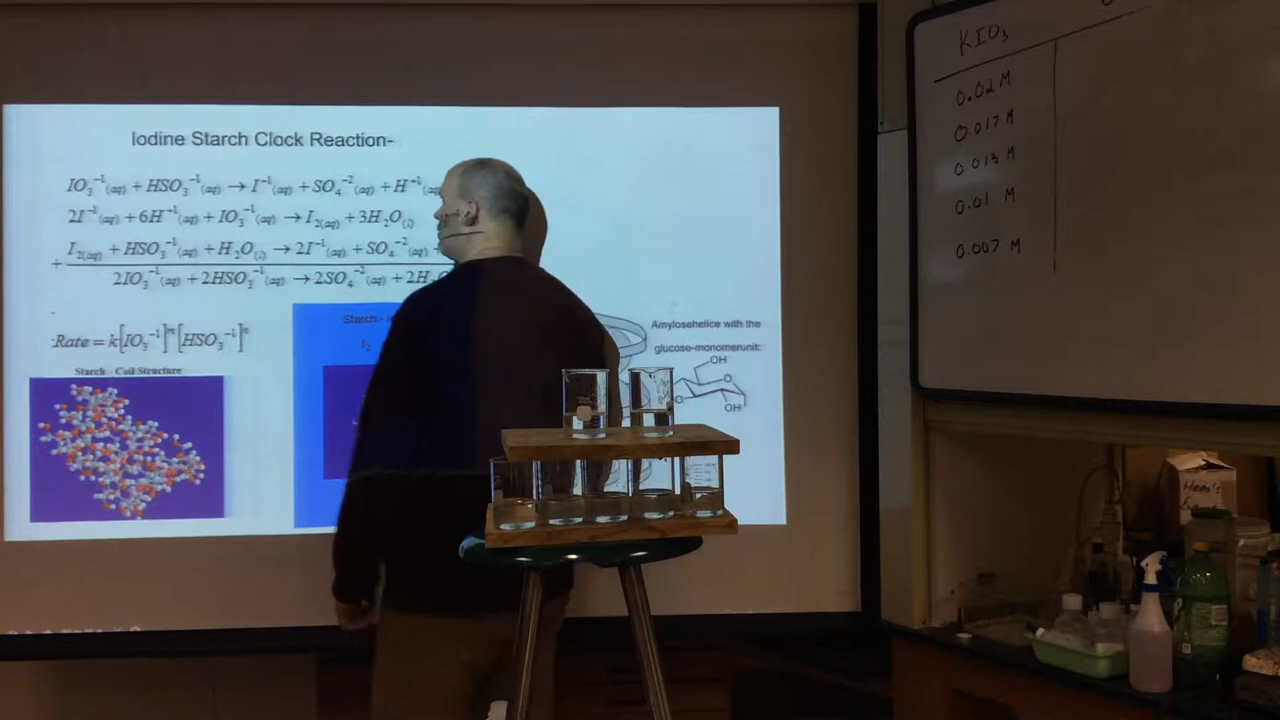 Iodine Starch Clock Reaction-
IO₃⁻¹(aq) + HSO₃⁻¹(aq) → I⁻¹(aq) + SO₄⁻²(aq) + H⁻¹(aq
2I⁻¹(aq) + 6H⁻¹(aq) + IO₃⁻¹(aq) → I₂(aq) + 3H₂O(l)
I₂(aq) + HSO₃⁻¹(aq) + H₂O(l) → 2I⁻¹(aq) + SO₄⁻²(aq) +
+ 2IO₃⁻¹(aq) + 2HSO₃⁻¹(aq) → 2SO₄⁻²(aq) + 2H₂
:Rate = k[IO₃⁻¹]ᵐ[HSO₃⁻¹]ⁿ
Starch - Coil Structure
Starch -
I₂
Amylosehelice with the
glucose-monomerunit:
OH
O
O
OH
KIO₃
0.02 M
0.017 M
0.013 M
0.01 M
0.007 M